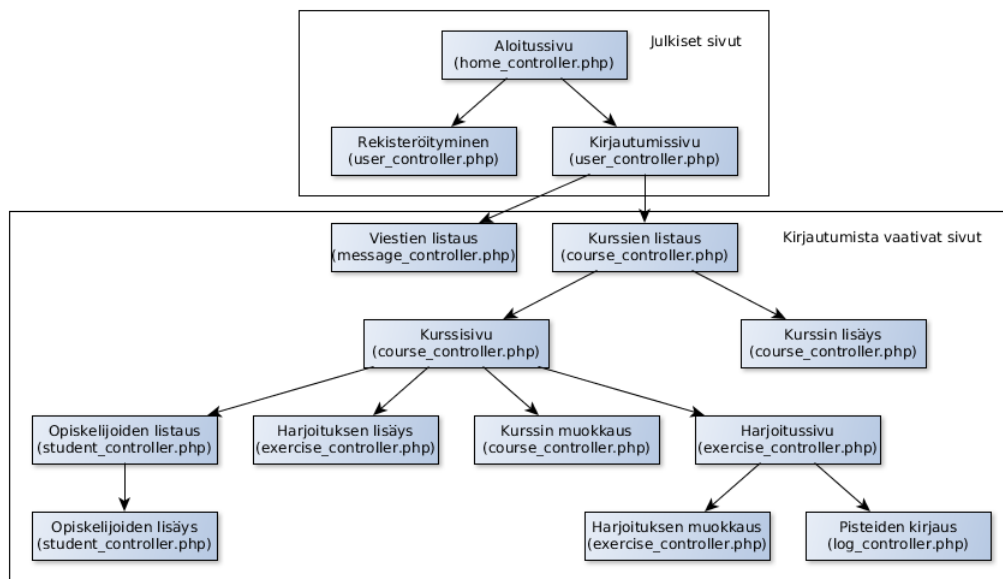 Julkiset sivut
Aloitussivu
(home_controller.php)
Rekisteröityminen
(user_controller.php)
Kirjautumissivu
(user_controller.php)
Kirjautumista vaativat sivut
Viestien listaus
(message_controller.php)
Kurssien listaus
(course_controller.php)
Kurssisivu
(course_controller.php)
Kurssin lisäys
(course_controller.php)
Opiskelijoiden listaus
(student_controller.php)
Harjoituksen lisäys
(exercise_controller.php)
Kurssin muokkaus
(course_controller.php)
Harjoitussivu
(exercise_controller.php)
Opiskelijoiden lisäys
(student_controller.php)
Harjoituksen muokkaus
(exercise_controller.php)
Pisteiden kirjaus
(log_controller.php)